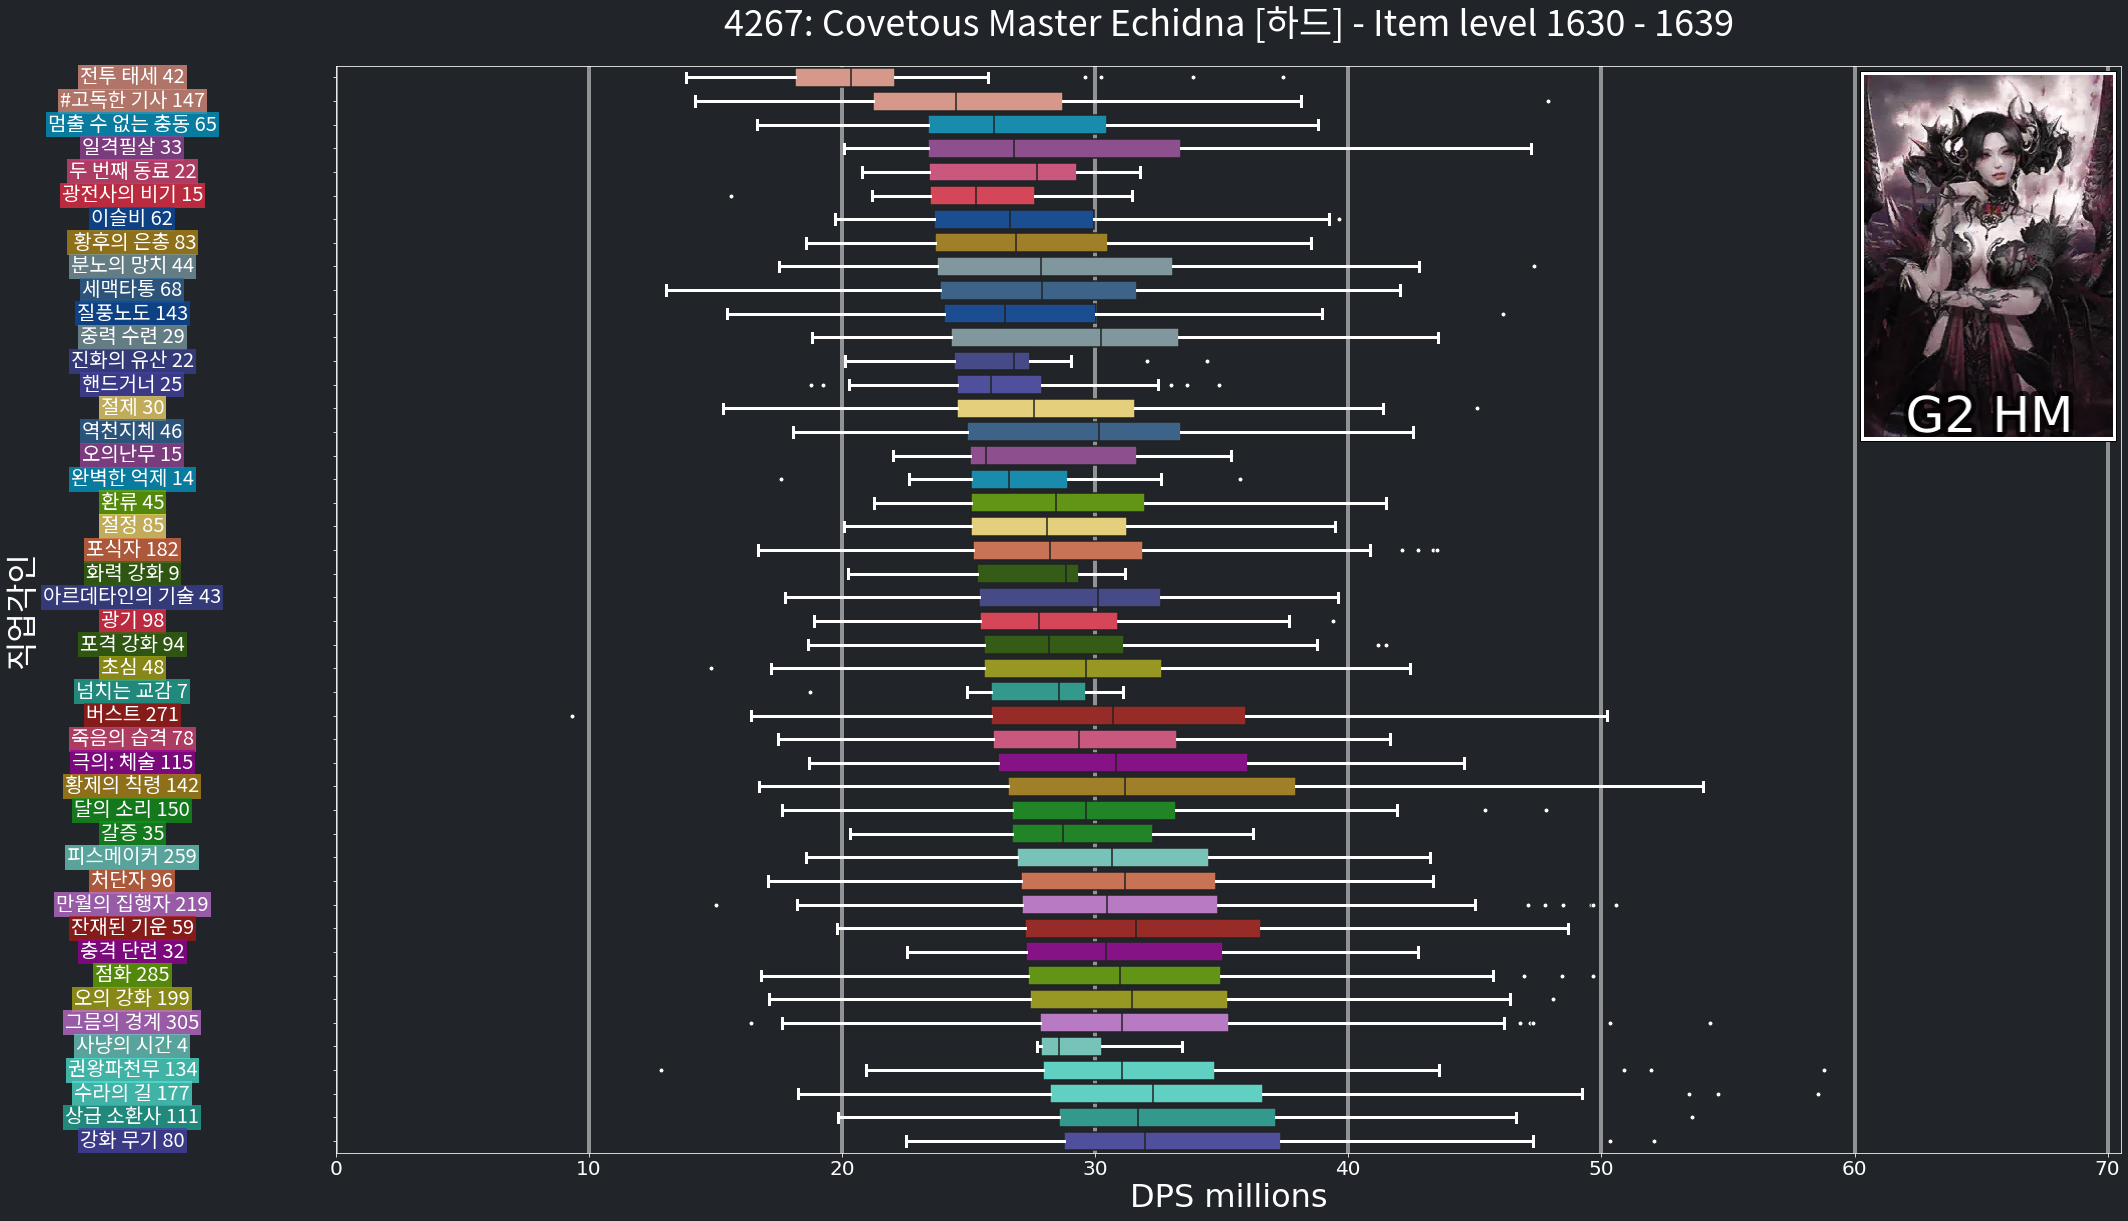 4267: Covetous Master Echidna [하드] - Item level 1630 - 1639
전투 태세 42
#고독한 기사 147
멈출 수 없는 충동 65
일격필살 33
두 번째 동료 22
광전사의 비기 15
이슬비 62
황후의 은총 83
분노의 망치 44
세맥타통 68
질풍노도 143
중력 수련 29
진화의 유산 22
핸드거너 25
절제 30
역천지체 46
오의난무 15
완벽한 억제 14
환류 45
절정 85
포식자 182
화력 강화 9
아르데타인의 기술 43
광기 98
포격 강화 94
초심 48
넘치는 교감 7
버스트 271
죽음의 습격 78
극의: 체술 115
황제의 칙령 142
달의 소리 150
갈증 35
피스메이커 259
처단자 96
만월의 집행자 219
잔재된 기운 59
충격 단련 32
점화 285
오의 강화 199
그믐의 경계 305
사냥의 시간 4
권왕파천무 134
수라의 길 177
상급 소환사 111
강화 무기 80
직업각인
G2 HM
0 10 20 30 40 50 60 70
DPS millions